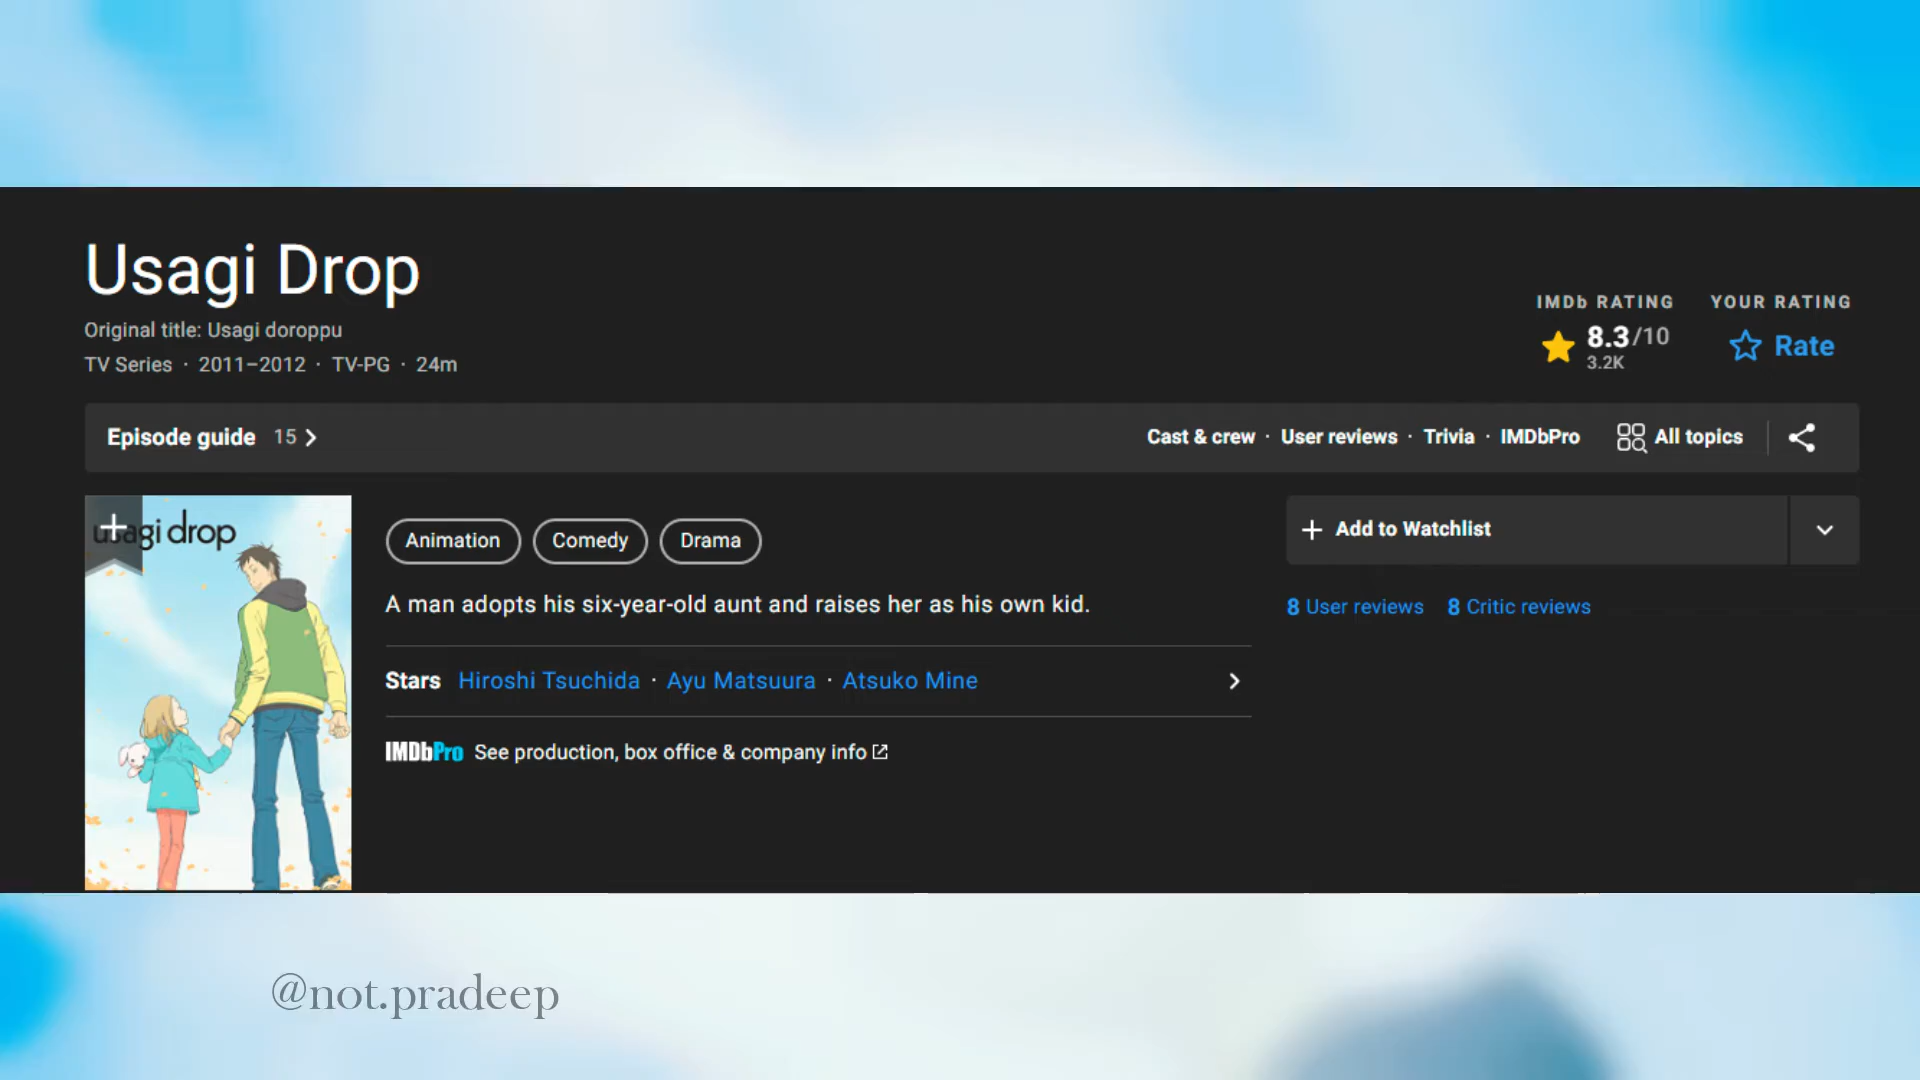 Usagi Drop
Original title: Usagi doroppu
TV Series · 2011–2012 · TV-PG · 24m
IMDb RATING
8.3/10
3.2K
YOUR RATING
Rate
Episode guide 15
Cast & crew · User reviews · Trivia · IMDbPro
All topics
usagi drop
Animation
Comedy
Drama
A man adopts his six-year-old aunt and raises her as his own kid.
Stars Hiroshi Tsuchida · Ayu Matsuura · Atsuko Mine
IMDbPro See production, box office & company info
Add to Watchlist
8 User reviews 8 Critic reviews
@not.pradeep